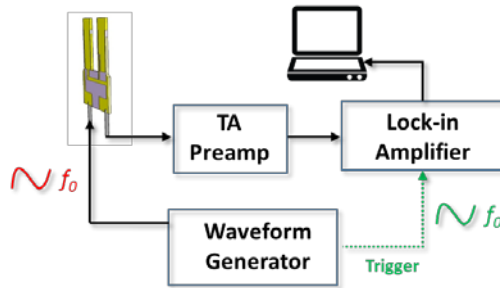 TA
Preamp
Lock-in
Amplifier
f0
f0
Waveform
Generator
Trigger